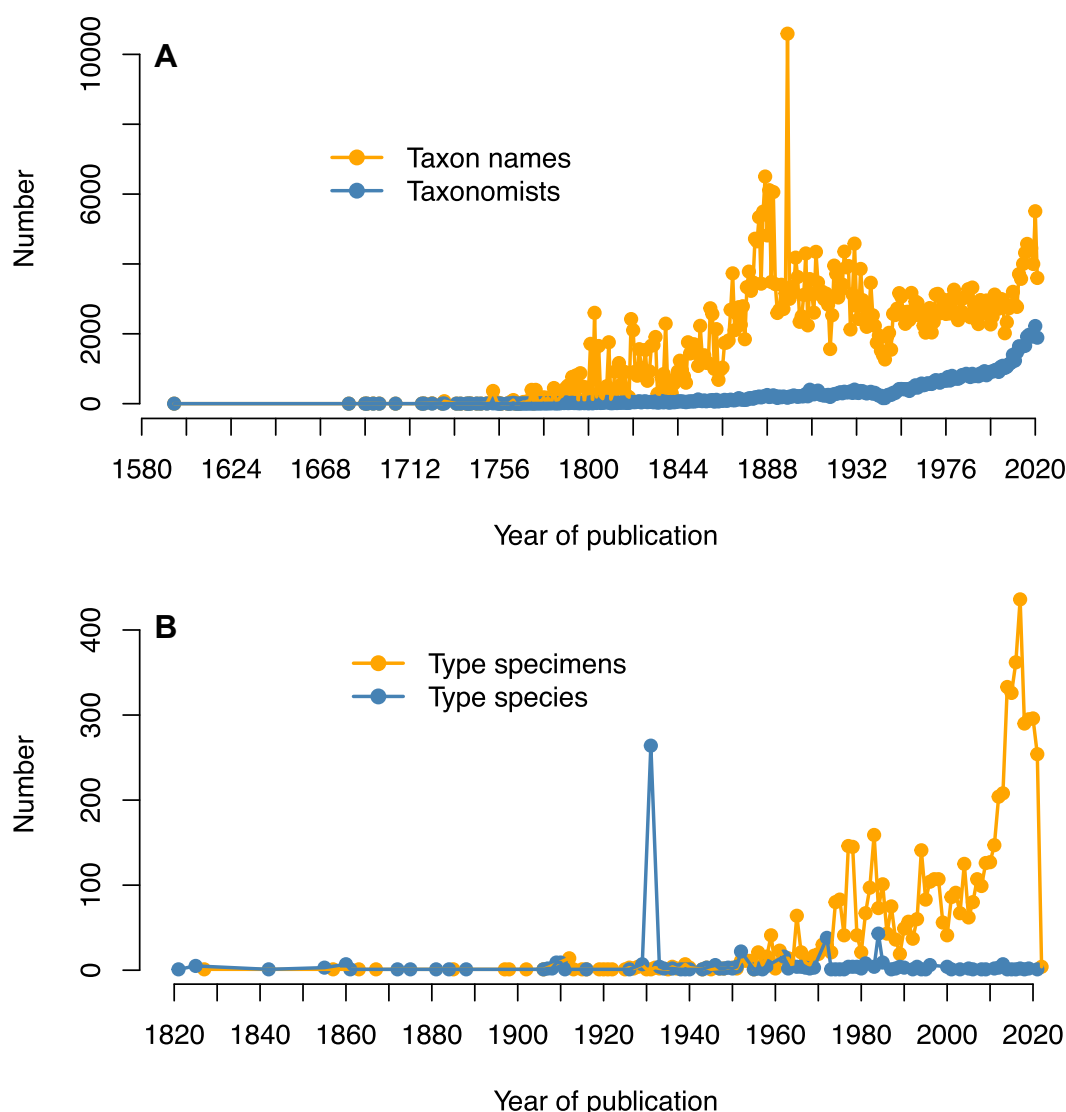 A
10000
6000
2000
0
Number
Taxon names
Taxonomists
1580 1624 1668 1712 1756 1800 1844 1888 1932 1976 2020
Year of publication
B
400
300
200
100
0
Number
Type specimens
Type species
1820 1840 1860 1880 1900 1920 1940 1960 1980 2000 2020
Year of publication